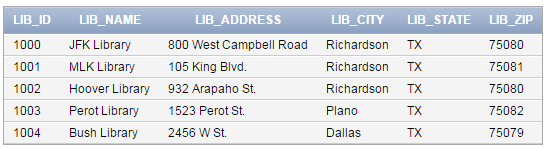 LIB_ID LIB_NAME LIB_ADDRESS LIB_CITY LIB_STATE LIB_ZIP
1000 JFK Library 800 West Campbell Road Richardson TX 75080
1001 MLK Library 105 King Blvd. Richardson TX 75081
1002 Hoover Library 932 Arapaho St. Richardson TX 75080
1003 Perot Library 1523 Perot St. Plano TX 75082
1004 Bush Library 2456 W St. Dallas TX 75079